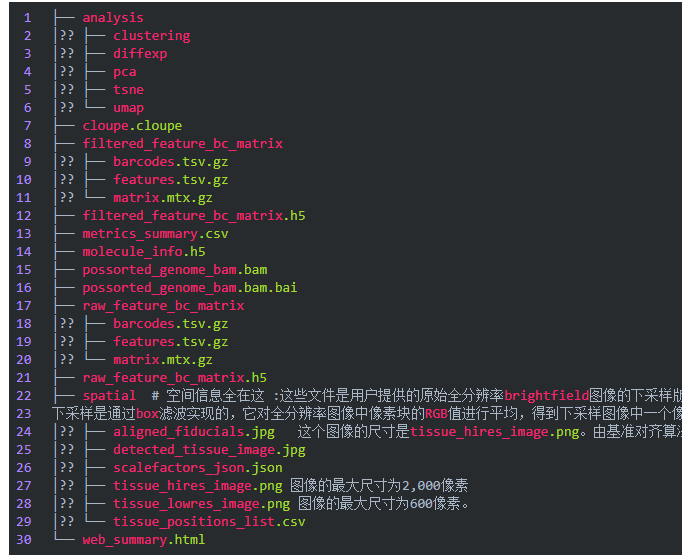 1 ├── analysis
2 │?? ├── clustering
3 │?? ├── diffexp
4 │?? ├── pca
5 │?? ├── tsne
6 │?? └── umap
7 ├── cloupe.cloupe
8 ├── filtered_feature_bc_matrix
9 │?? ├── barcodes.tsv.gz
10 │?? ├── features.tsv.gz
11 │?? └── matrix.mtx.gz
12 ├── filtered_feature_bc_matrix.h5
13 ├── metrics_summary.csv
14 ├── molecule_info.h5
15 ├── possorted_genome_bam.bam
16 ├── possorted_genome_bam.bam.bai
17 ├── raw_feature_bc_matrix
18 │?? ├── barcodes.tsv.gz
19 │?? ├── features.tsv.gz
20 │?? └── matrix.mtx.gz
21 ├── raw_feature_bc_matrix.h5
22 ├── spatial # 空间信息全在这 :这些文件是用户提供的原始全分辨率brightfield图像的下采样版
23 下采样是通过box滤波实现的，它对全分辨率图像中像素块的RGB值进行平均，得到下采样图像中一个像
24 │?? ├── aligned_fiducials.jpg 这个图像的尺寸是tissue_hires_image.png。由基准对齐算法
25 │?? ├── detected_tissue_image.jpg
26 │?? ├── scalefactors_json.json
27 │?? ├── tissue_hires_image.png 图像的最大尺寸为2,000像素
28 │?? ├── tissue_lowres_image.png 图像的最大尺寸为600像素。
29 │?? └── tissue_positions_list.csv
30 └── web_summary.html